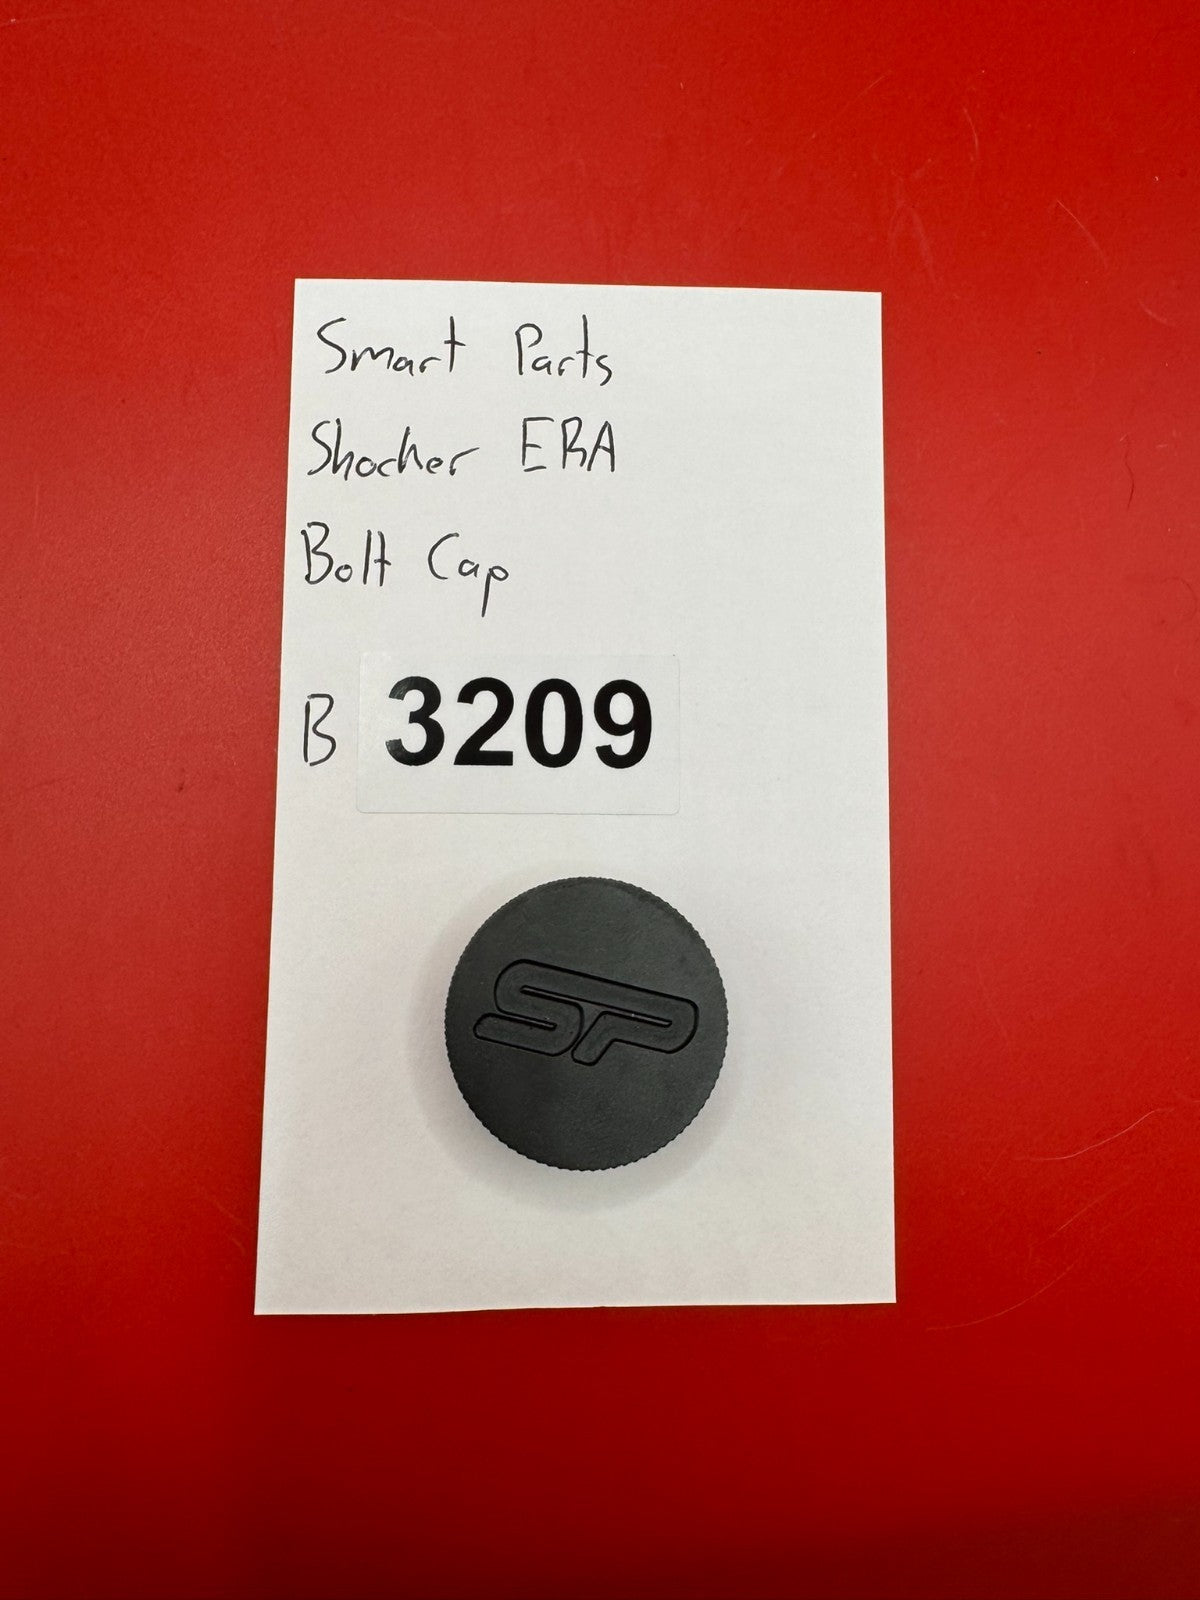 Smart Parts
Shocker ERA
Bolt Cap
B 3209
SP